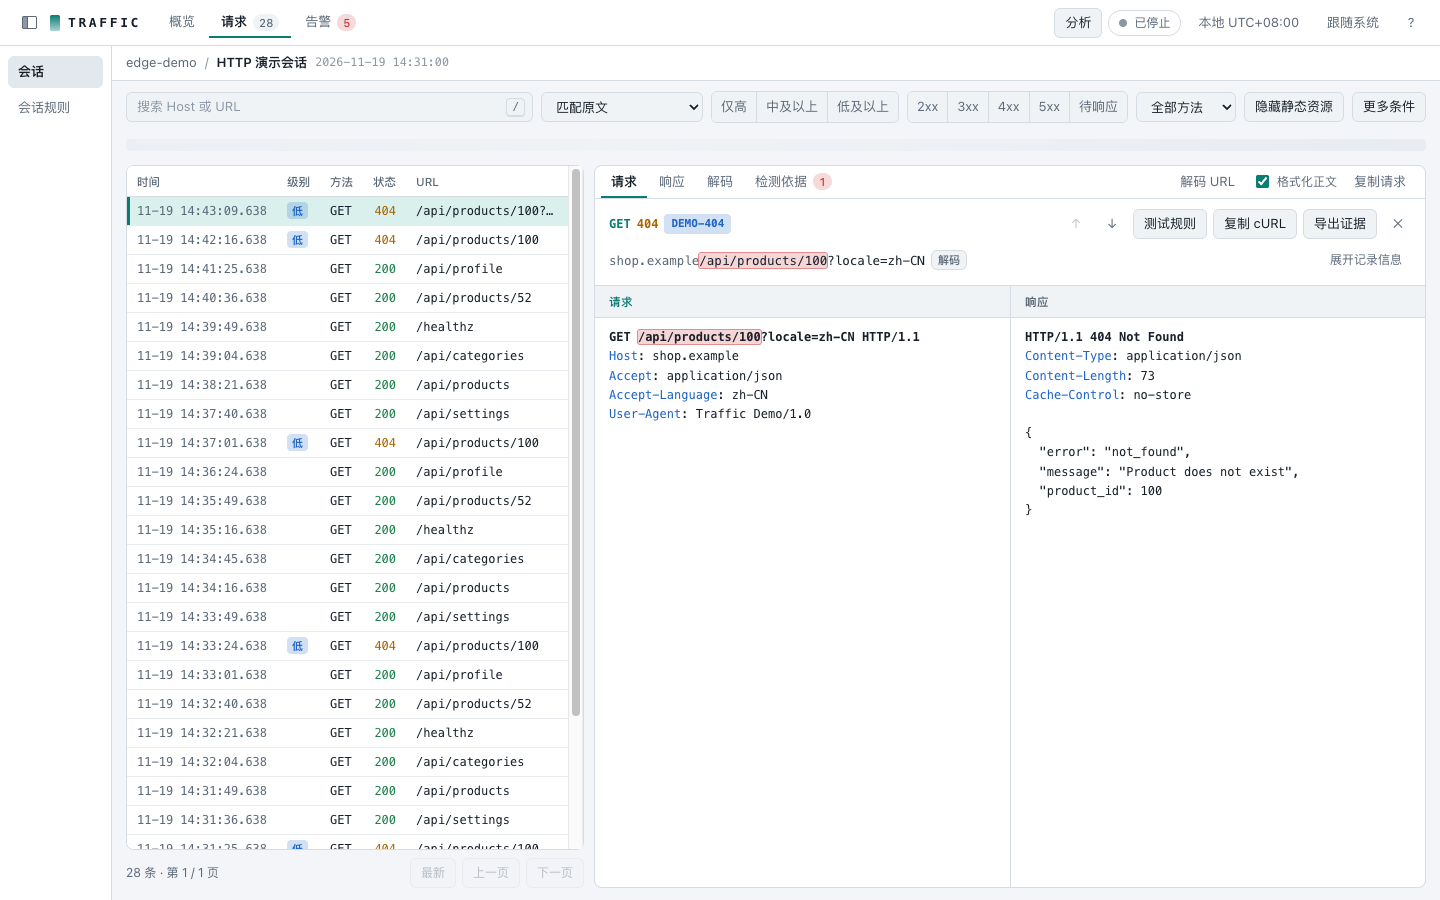 TRAFFIC 概览 请求 28 告警 5 分析 已停止 本地 UTC+08:00 跟随系统 ?
会话
会话规则
edge-demo / HTTP 演示会话 2026-11-19 14:31:00
搜索 Host 或 URL / 匹配原文 仅高 中及以上 低及以上 2xx 3xx 4xx 5xx 待响应 全部方法 隐藏静态资源 更多条件
时间 级别 方法 状态 URL
11-19 14:43:09.638 低 GET 404 /api/products/100?…
11-19 14:42:16.638 低 GET 404 /api/products/100
11-19 14:41:25.638 GET 200 /api/profile
11-19 14:40:36.638 GET 200 /api/products/52
11-19 14:39:49.638 GET 200 /healthz
11-19 14:39:04.638 GET 200 /api/categories
11-19 14:38:21.638 GET 200 /api/products
11-19 14:37:40.638 GET 200 /api/settings
11-19 14:37:01.638 低 GET 404 /api/products/100
11-19 14:36:24.638 GET 200 /api/profile
11-19 14:35:49.638 GET 200 /api/products/52
11-19 14:35:16.638 GET 200 /healthz
11-19 14:34:45.638 GET 200 /api/categories
11-19 14:34:16.638 GET 200 /api/products
11-19 14:33:49.638 GET 200 /api/settings
11-19 14:33:24.638 低 GET 404 /api/products/100
11-19 14:33:01.638 GET 200 /api/profile
11-19 14:32:40.638 GET 200 /api/products/52
11-19 14:32:21.638 GET 200 /healthz
11-19 14:32:04.638 GET 200 /api/categories
11-19 14:31:49.638 GET 200 /api/products
11-19 14:31:36.638 GET 200 /api/settings
11-19 14:31:25.638 低 GET 404 /api/products/100
28 条 · 第 1 / 1 页 最新 上一页 下一页
请求 响应 解码 检测依据 1 解码 URL 格式化正文 复制请求
GET 404 DEMO-404 ↑ ↓ 测试规则 复制 cURL 导出证据 ×
shop.example/api/products/100?locale=zh-CN 解码 展开记录信息
请求
GET /api/products/100?locale=zh-CN HTTP/1.1
Host: shop.example
Accept: application/json
Accept-Language: zh-CN
User-Agent: Traffic Demo/1.0
响应
HTTP/1.1 404 Not Found
Content-Type: application/json
Content-Length: 73
Cache-Control: no-store
{
"error": "not_found",
"message": "Product does not exist",
"product_id": 100
}